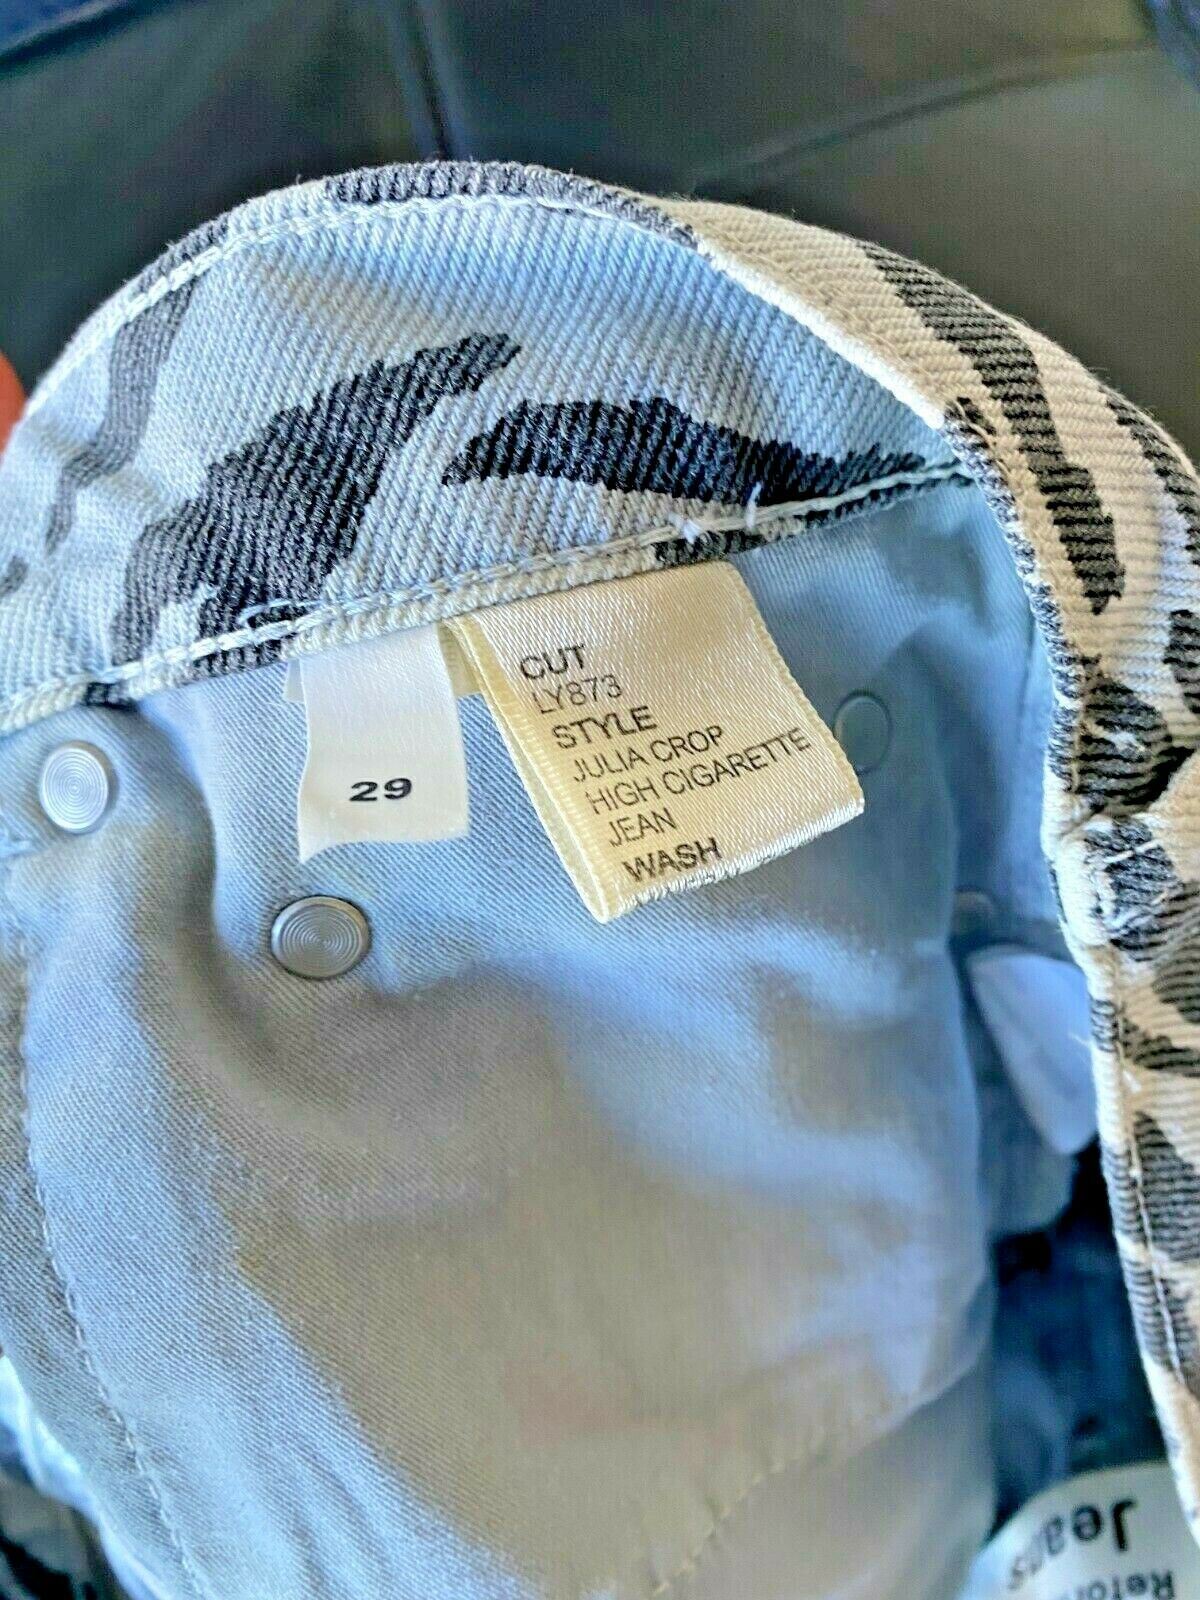 29
CUT
LY873
STYLE
JULIA CROP
HIGH CIGARETTE
JEAN
WASH
Jeans